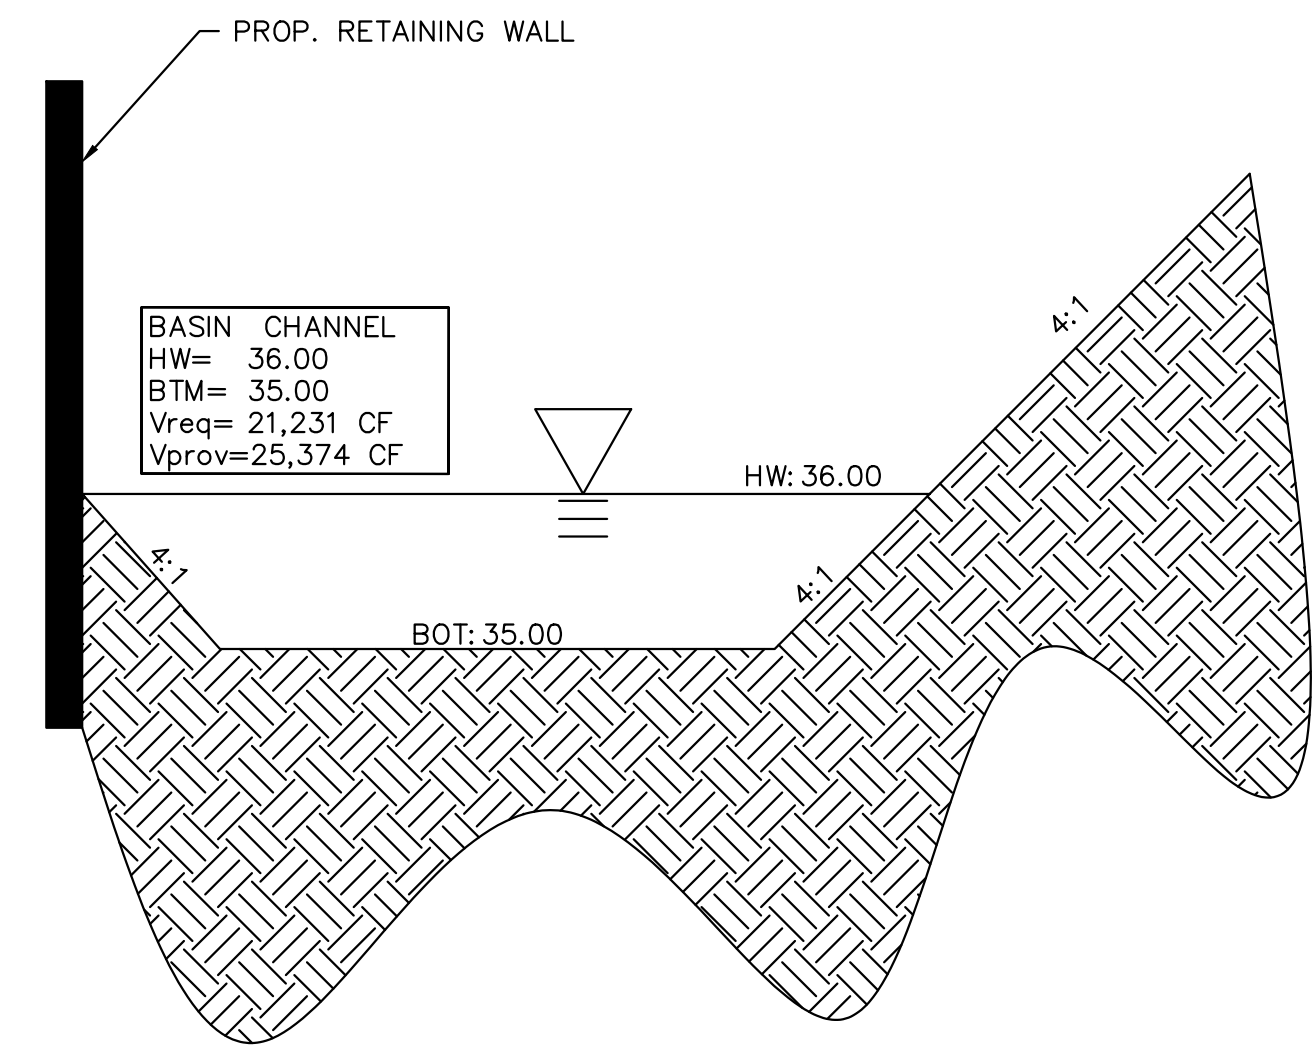 PROP. RETAINING WALL
BASIN CHANNEL
HW= 36.00
BTM= 35.00
Vreq= 21,231 CF
Vprov=25,374 CF
4:1
HW: 36.00
4:1
4:1
BOT: 35.00